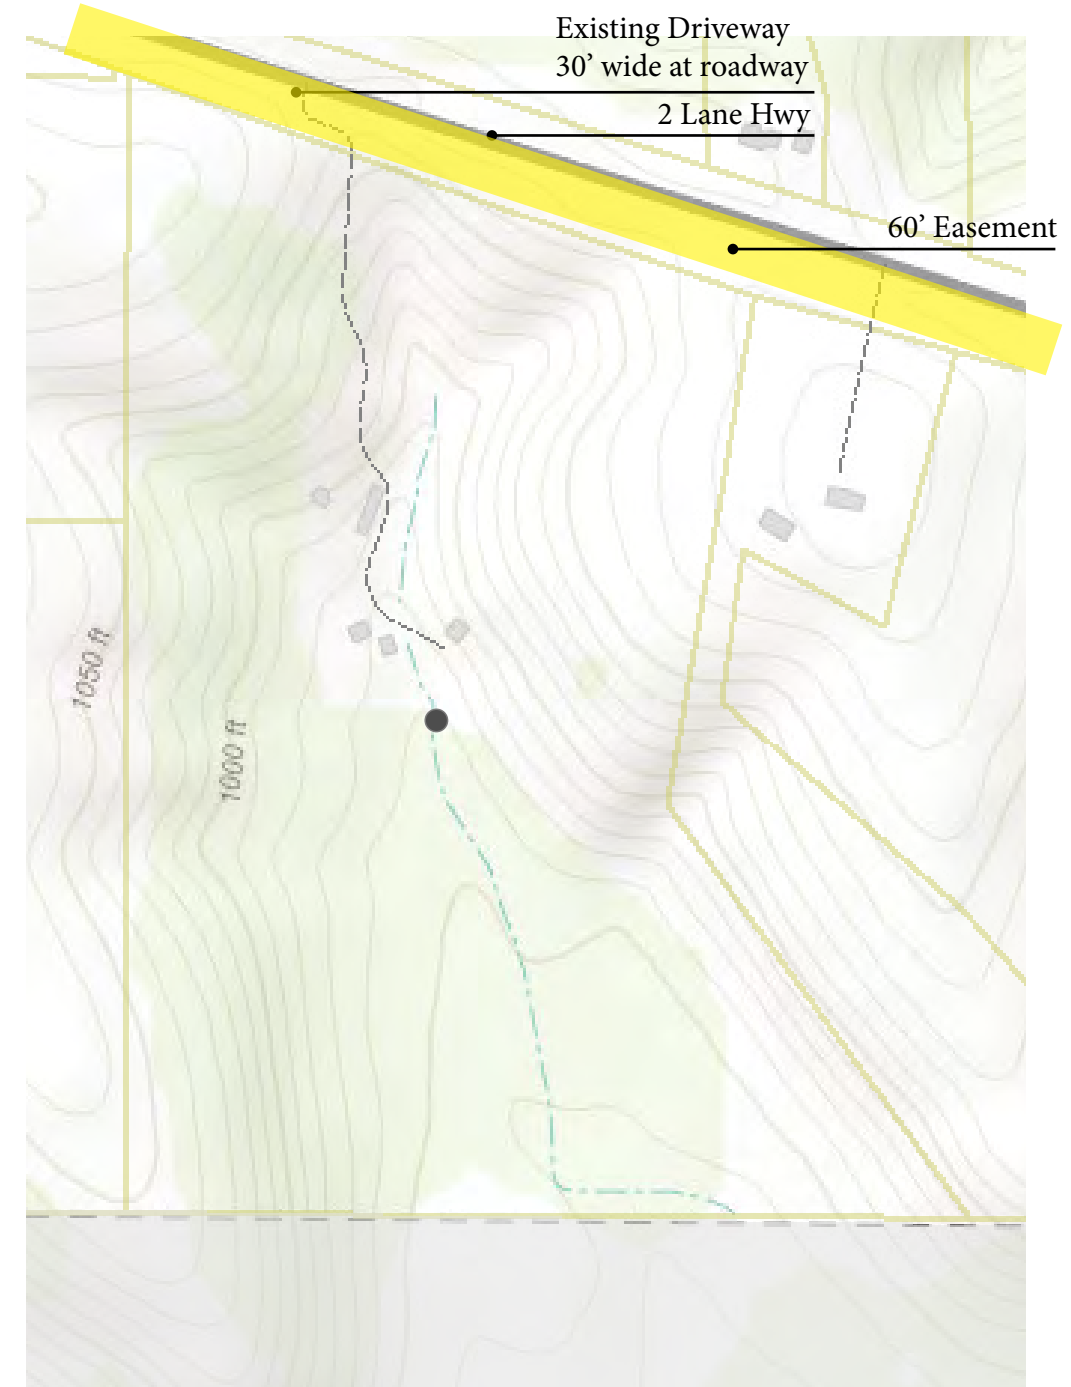 Existing Driveway
30’ wide at roadway
2 Lane Hwy
60’ Easement
1050 ft
1000 ft